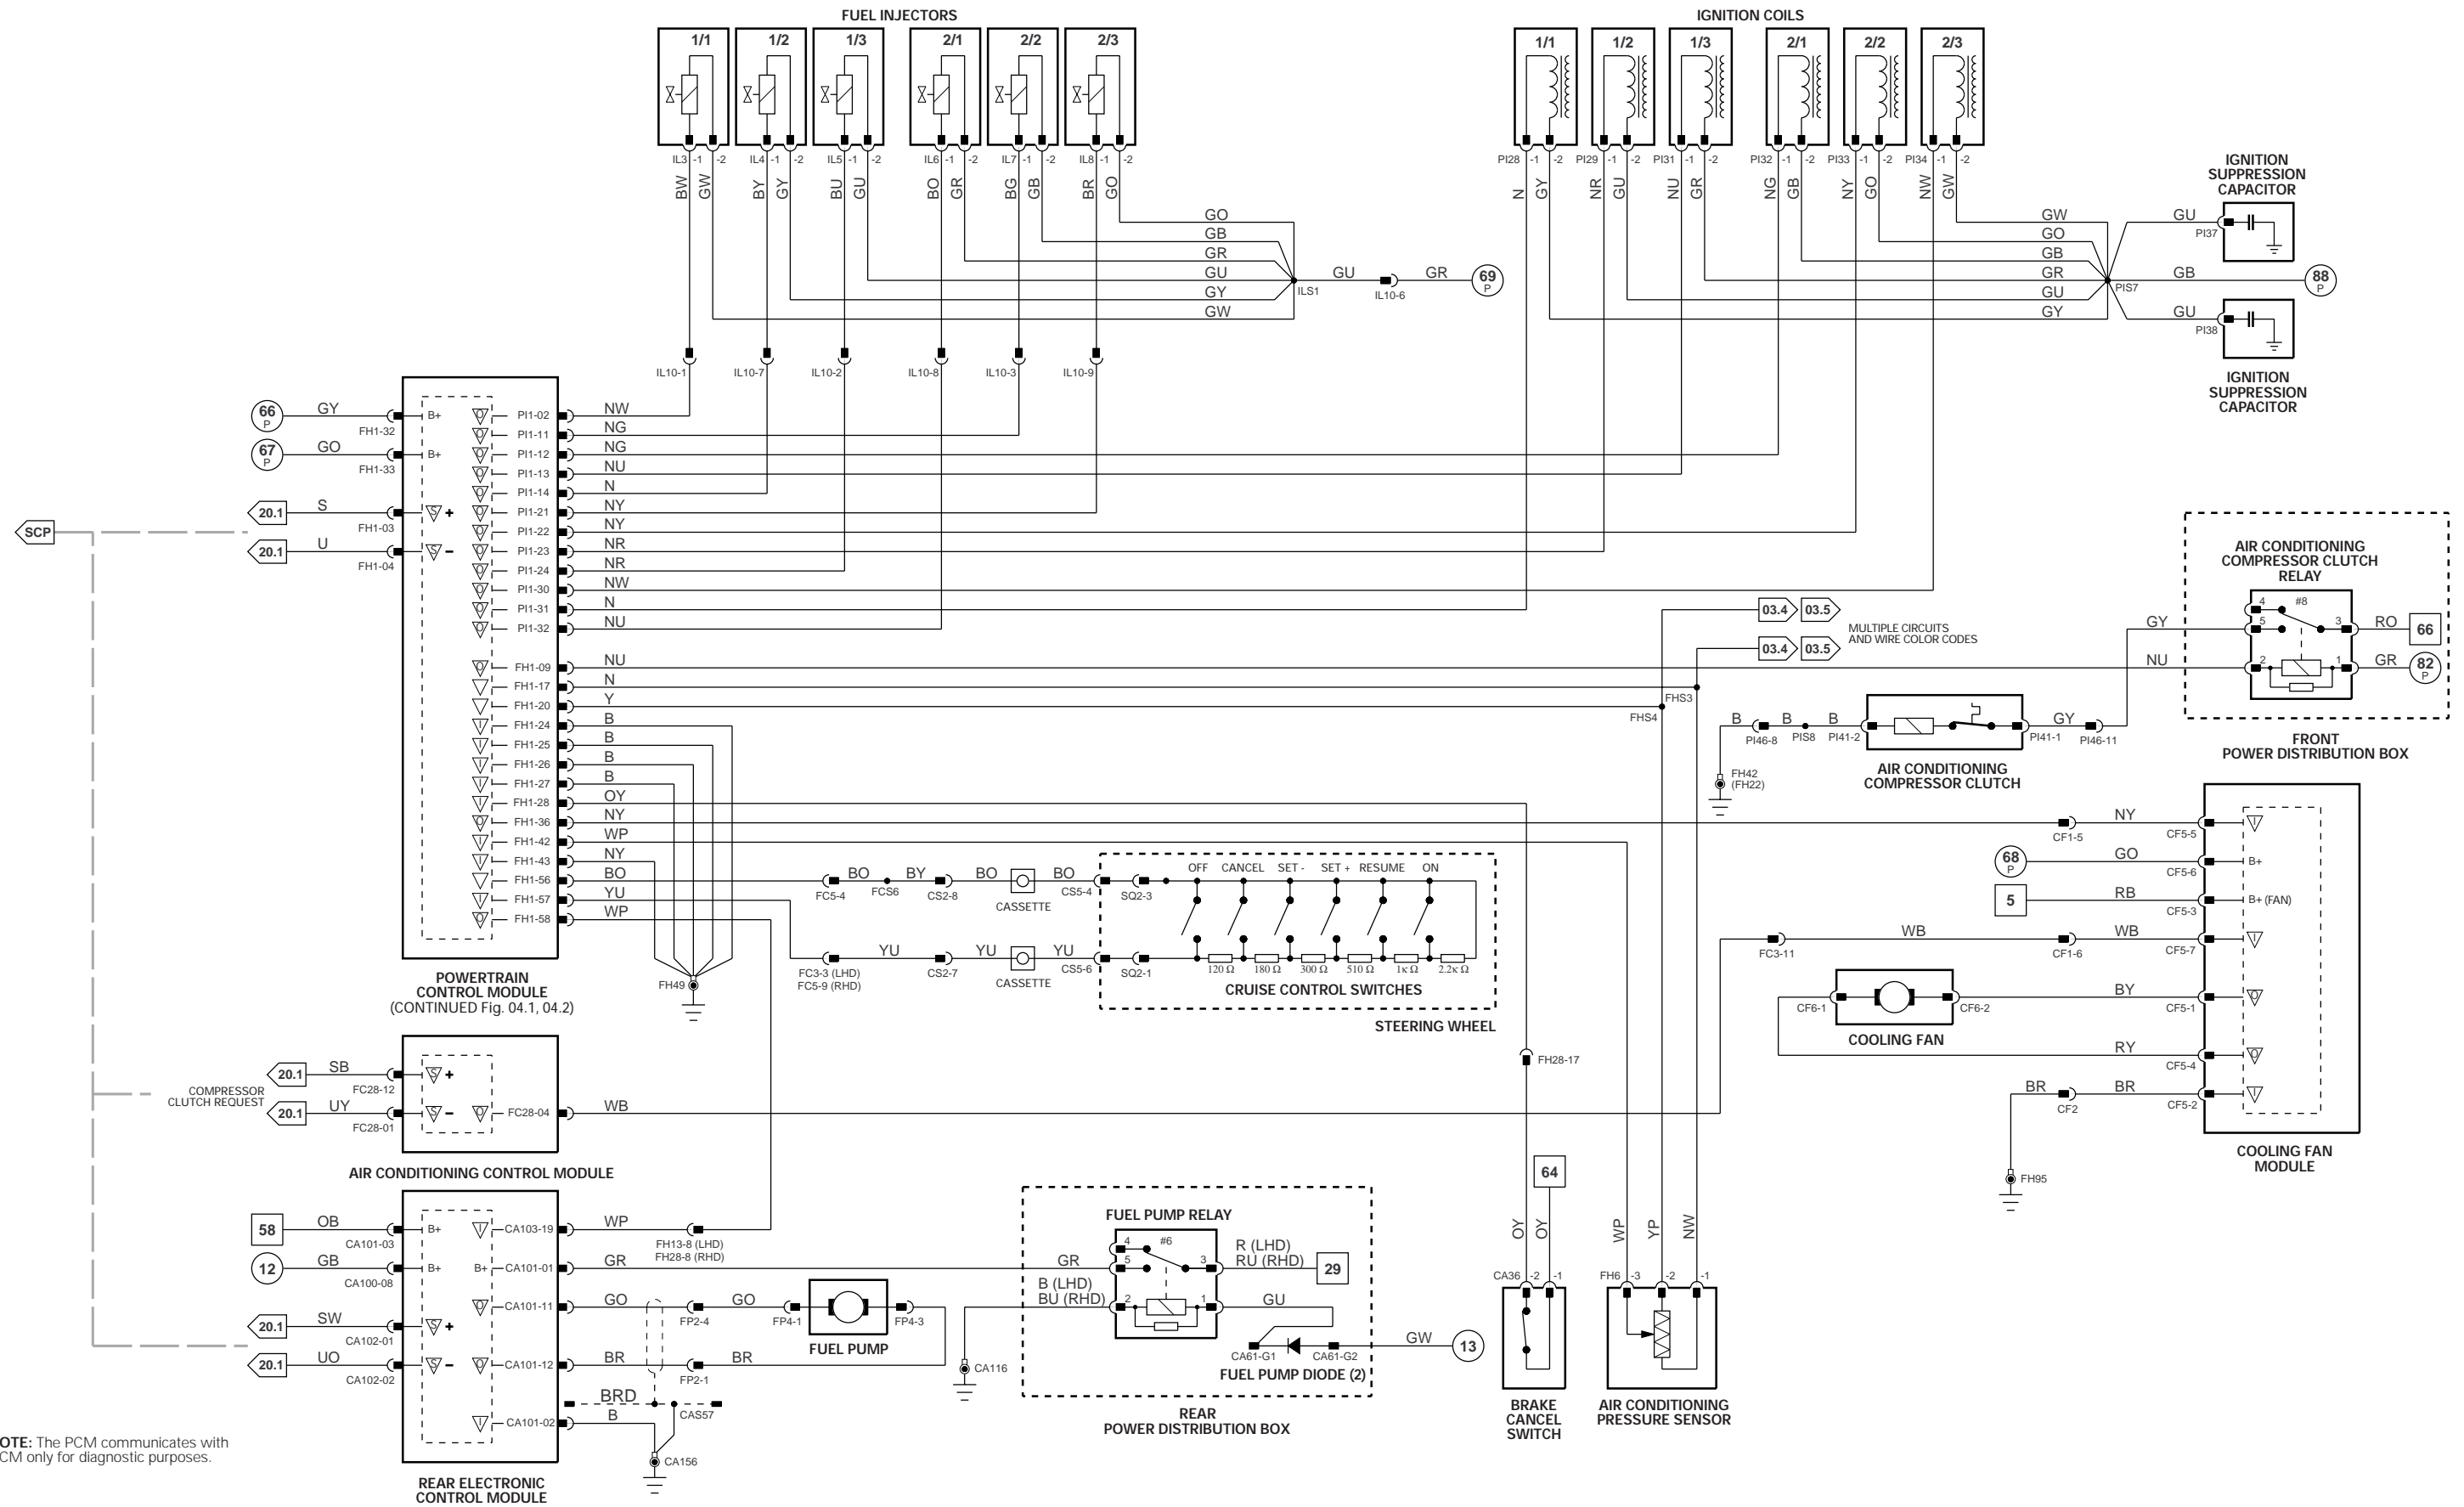 FUEL INJECTORS
IGNITION COILS
1/1 1/2 1/3 2/1 2/2 2/3
1/1 1/2 1/3 2/1 2/2 2/3
IL3 -1 -2 IL4 -1 -2 IL5 -1 -2 IL6 -1 -2 IL7 -1 -2 IL8 -1 -2
PI28 -1 -2 PI29 -1 -2 PI31 -1 -2 PI32 -1 -2 PI33 -1 -2 PI34 -1 -2
BW GW BY GY BU GU BO GR BG GB BR GO
N GY NR GU NU GR NG GB NY GO NW GW
IGNITION
SUPPRESSION
CAPACITOR
GO
GB
GR
GU
GY
GW
ILS1
GU
IL10-6
GR
69
P
GW
GO
GB
GR
GU
GY
PIS7
GU
PI37
GB
88
P
GU
PI38
IGNITION
SUPPRESSION
CAPACITOR
IL10-1 IL10-7 IL10-2 IL10-8 IL10-3 IL10-9
66
P
GY
FH1-32
B+
67
P
GO
FH1-33
B+
20.1
S
FH1-03
S +
20.1
U
FH1-04
S -
SCP
O PI1-02 NW
O PI1-11 NG
O PI1-12 NG
O PI1-13 NU
O PI1-14 N
O PI1-21 NY
O PI1-22 NY
O PI1-23 NR
O PI1-24 NR
O PI1-30 NW
O PI1-31 N
O PI1-32 NU
O FH1-09 NU
FH1-17 N
FH1-20 Y
I FH1-24 B
I FH1-25 B
I FH1-26 B
I FH1-27 B
I FH1-28 OY
O FH1-36 NY
I FH1-42 WP
I FH1-43 NY
FH1-56 BO
I FH1-57 YU
O FH1-58 WP
POWERTRAIN
CONTROL MODULE
(CONTINUED Fig. 04.1, 04.2)
FH49
03.4 03.5
03.4 03.5
MULTIPLE CIRCUITS
AND WIRE COLOR CODES
FHS3
FHS4
AIR CONDITIONING
COMPRESSOR CLUTCH
RELAY
4 #8
5 3
2 1
GY
NU
RO
66
GR
82
P
FRONT
POWER DISTRIBUTION BOX
B B B
PI46-8 PIS8 PI41-2
PI41-1
GY
PI46-11
FH42
(FH22)
AIR CONDITIONING
COMPRESSOR CLUTCH
BO BY BO BO
FC5-4 FCS6 CS2-8
CASSETTE
CS5-4 SQ2-3
OFF CANCEL SET - SET + RESUME ON
YU YU YU
FC3-3 (LHD)
FC5-9 (RHD)
CS2-7
CASSETTE
CS5-6 SQ2-1
120 Ω 180 Ω 300 Ω 510 Ω 1K Ω 2.2K Ω
CRUISE CONTROL SWITCHES
STEERING WHEEL
CF1-5 NY CF5-5 I
68
P
GO
CF5-6
B+
5
RB
CF5-3
B+ (FAN)
FC3-11 WB CF1-6 WB CF5-7 I
CF6-1 CF6-2 BY CF5-1 O
COOLING FAN
RY CF5-4 O
BR CF2 BR CF5-2 I
FH95
COOLING FAN
MODULE
COMPRESSOR
CLUTCH REQUEST
20.1 SB FC28-12 S +
20.1 UY FC28-01 S -
O FC28-04 WB
AIR CONDITIONING CONTROL MODULE
FH28-17
64
58 OB CA101-03 B+
12 GB CA100-08 B+
20.1 SW CA102-01 S +
20.1 UO CA102-02 S -
I CA103-19 WP
FH13-8 (LHD)
FH28-8 (RHD)
B+ CA101-01 GR
O CA101-11 GO FP2-4 GO FP4-1
FP4-3
FUEL PUMP
O CA101-12 BR FP2-1 BR
BRD
CAS57
I CA101-02 B
CA156
REAR ELECTRONIC
CONTROL MODULE
OTE: The PCM communicates with
CM only for diagnostic purposes.
FUEL PUMP RELAY
4 #6
5 3
2 1
GR
R (LHD)
RU (RHD)
29
B (LHD)
BU (RHD)
CA116
GU
CA61-G1 CA61-G2
GW
13
FUEL PUMP DIODE (2)
REAR
POWER DISTRIBUTION BOX
OY OY
CA36 -2 -1
BRAKE
CANCEL
SWITCH
WP YP NW
FH6 -3 -2 -1
AIR CONDITIONING
PRESSURE SENSOR